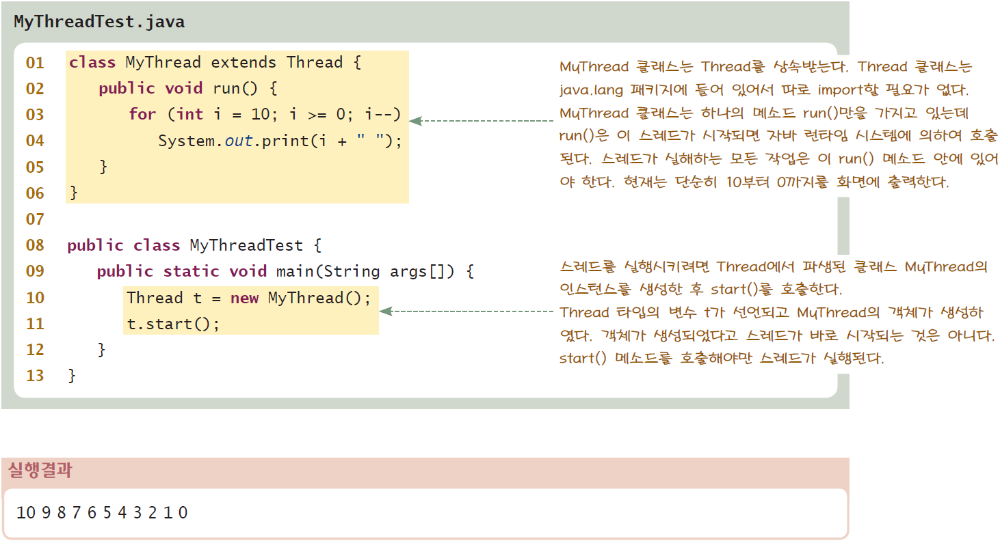 MyThreadTest.java
01 class MyThread extends Thread {
02 public void run() {
03 for (int i = 10; i >= 0; i--)
04 System.out.print(i + " ");
05 }
06 }
07
08 public class MyThreadTest {
09 public static void main(String args[]) {
10 Thread t = new MyThread();
11 t.start();
12 }
13 }
MyThread 클래스는 Thread를 상속받는다. Thread 클래스는
java.lang 패키지에 들어 있어서 따로 import할 필요가 없다.
MyThread 클래스는 하나의 메소드 run()만을 가지고 있는데
run()은 이 스레드가 시작되면 자바 런타임 시스템에 의하여 호출
된다. 스레드가 실해하는 모든 작업은 이 run() 메소드 안에 있어
야 한다. 현재는 단순히 10부터 0까지를 화면에 출력한다.
스레드를 실행시키려면 Thread에서 파생된 클래스 MyThread의
인스턴스를 생성한 후 start()를 호출한다.
Thread 타입의 변수 t가 선언되고 MyThread의 객체가 생성하
였다. 객체가 생성되었다고 스레드가 바로 시작되는 것은 아니다.
start() 메소드를 호출해야만 스레드가 실행된다.
실행결과
10 9 8 7 6 5 4 3 2 1 0